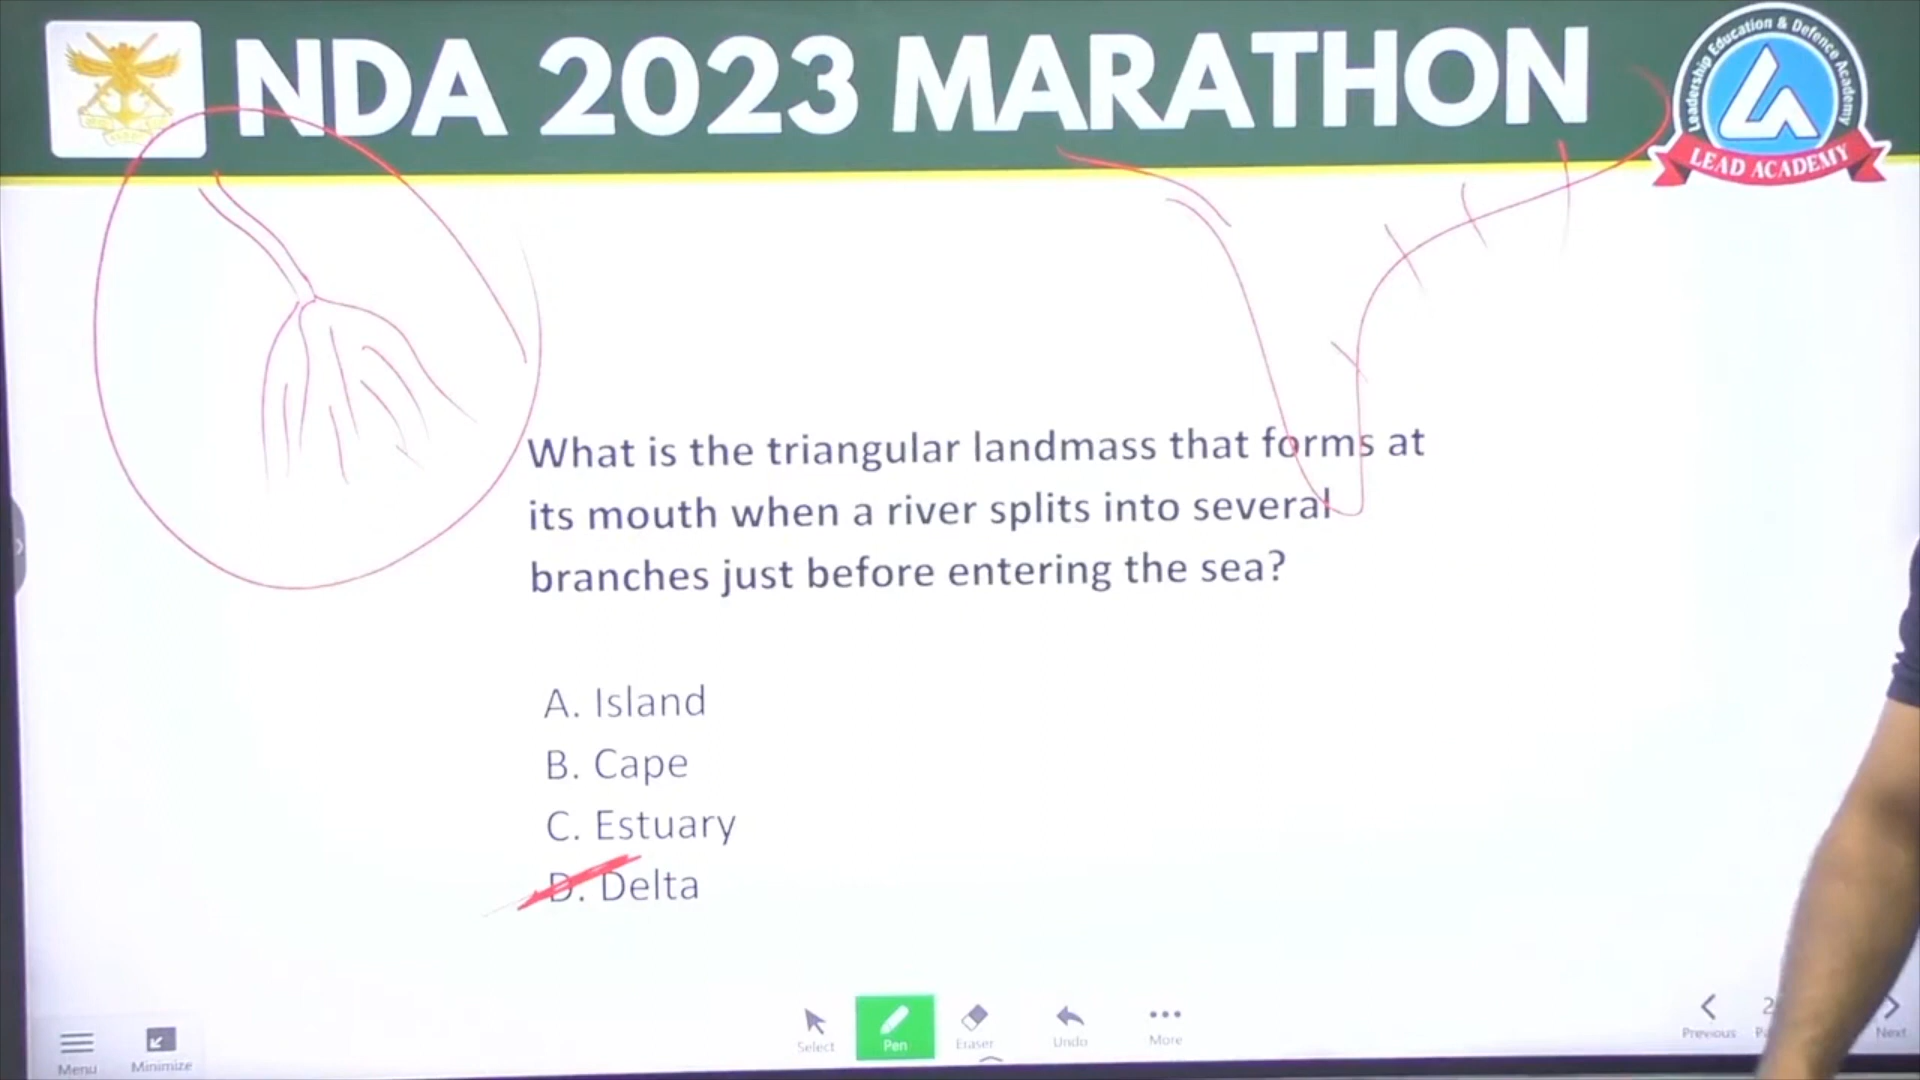 NDA 2023 MARATHON
Leadership Education & Defence Academy
LEAD ACADEMY
What is the triangular landmass that forms at
its mouth when a river splits into several
branches just before entering the sea?
A. Island
B. Cape
C. Estuary
D. Delta
Menu
Minimize
Select
Pen
Eraser
Undo
More
Previous
2
Next